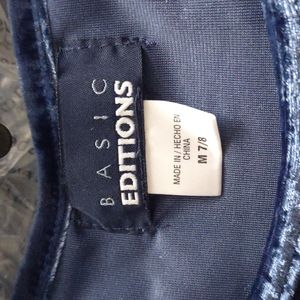 BASIC
EDITIONS
MADE IN / HECHO EN
CHINA
M 7/8